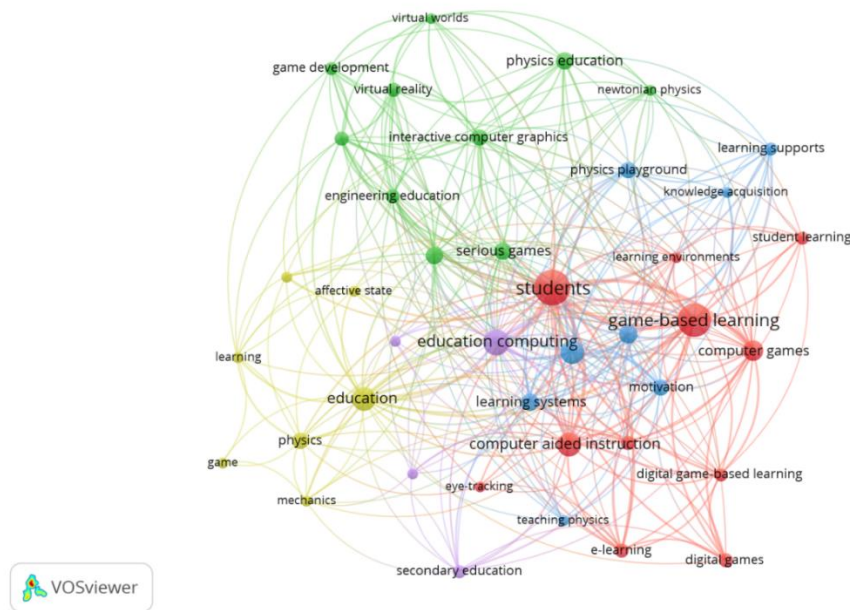 virtual worlds
physics education
game development
virtual reality
newtonian physics
interactive computer graphics
learning supports
physics playground
engineering education
knowledge acquisition
student learning
serious games
learning environments
affective state
students
game-based learning
education computing
computer games
learning
motivation
education
learning systems
physics
computer aided instruction
game
digital game-based learning
eye-tracking
mechanics
teaching physics
e-learning
digital games
secondary education
VOSviewer